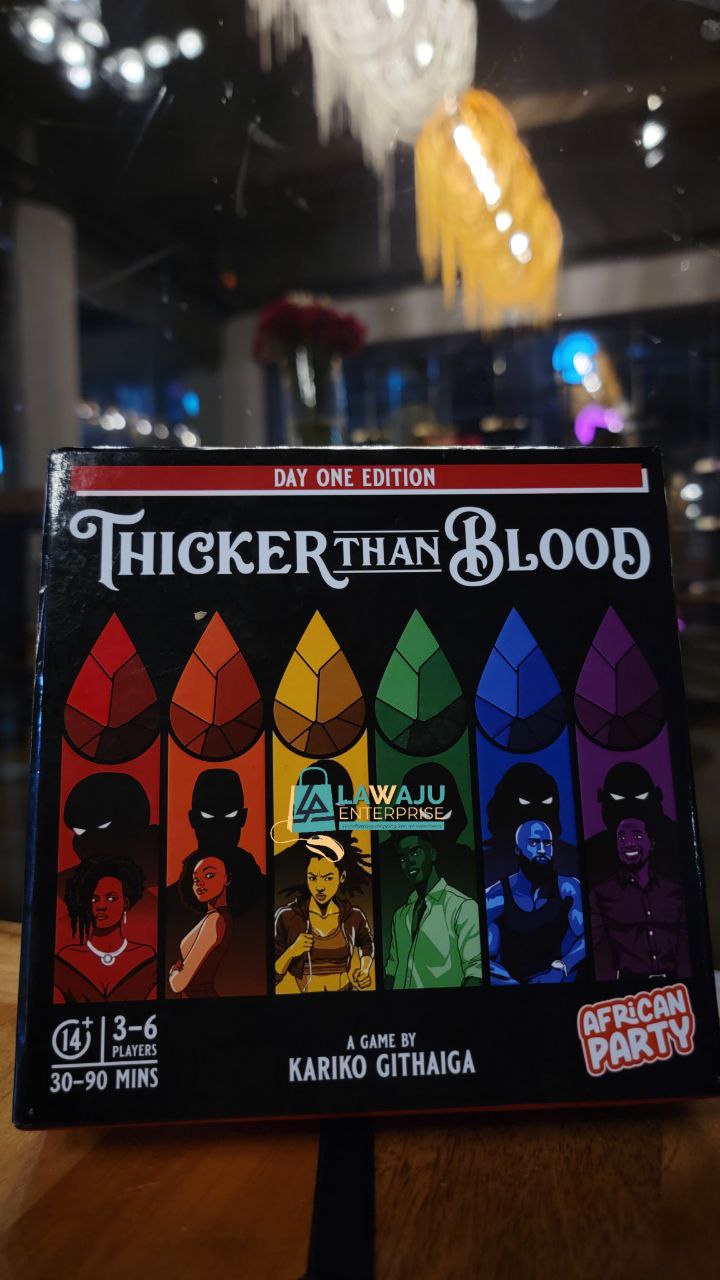 DAY ONE EDITION
THICKER THAN BLOOD
LAWAJU
ENTERPRISE
14+
3-6
PLAYERS
30-90 MINS
A GAME BY
KARIKO GITHAIGA
AFRiCAN
PARTY